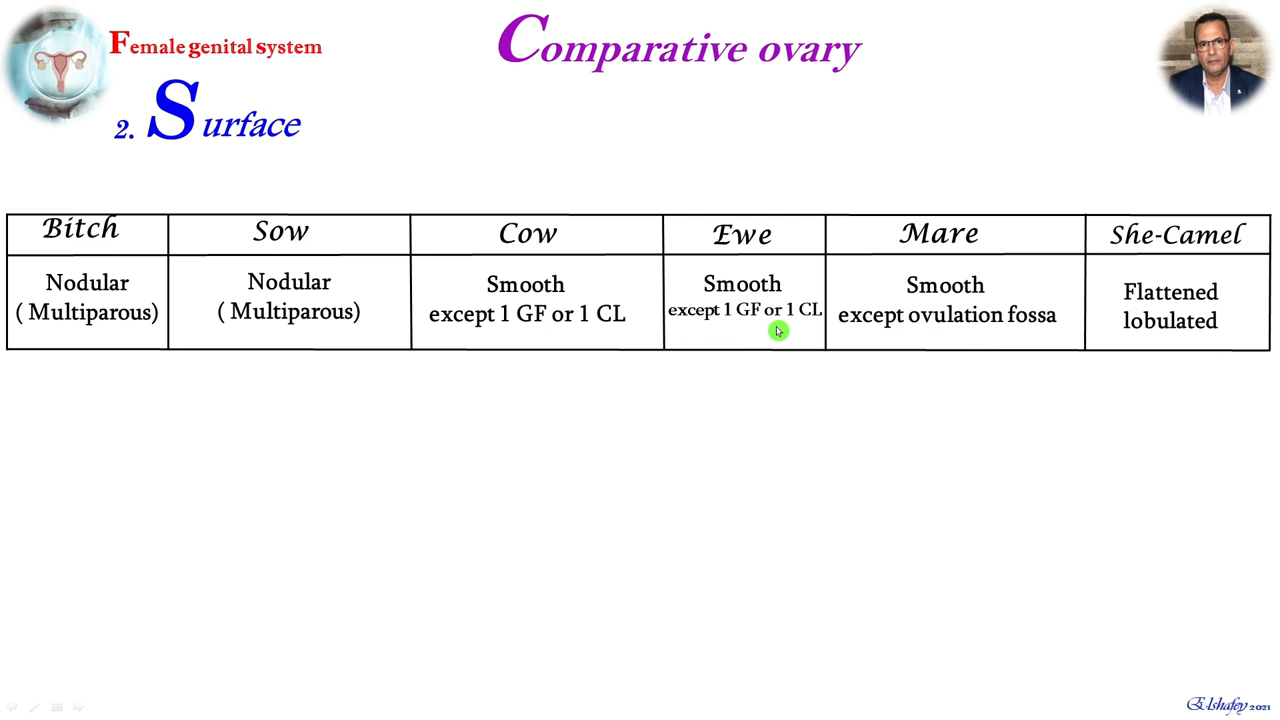 Female genital system
Comparative ovary
2. Surface
Bitch
Sow
Cow
Ewe
Mare
She-Camel
Nodular
( Multiparous)
Nodular
( Multiparous)
Smooth
except 1 GF or 1 CL
Smooth
except 1 GF or 1 CL
Smooth
except ovulation fossa
Flattened
lobulated
Elshafey 2021